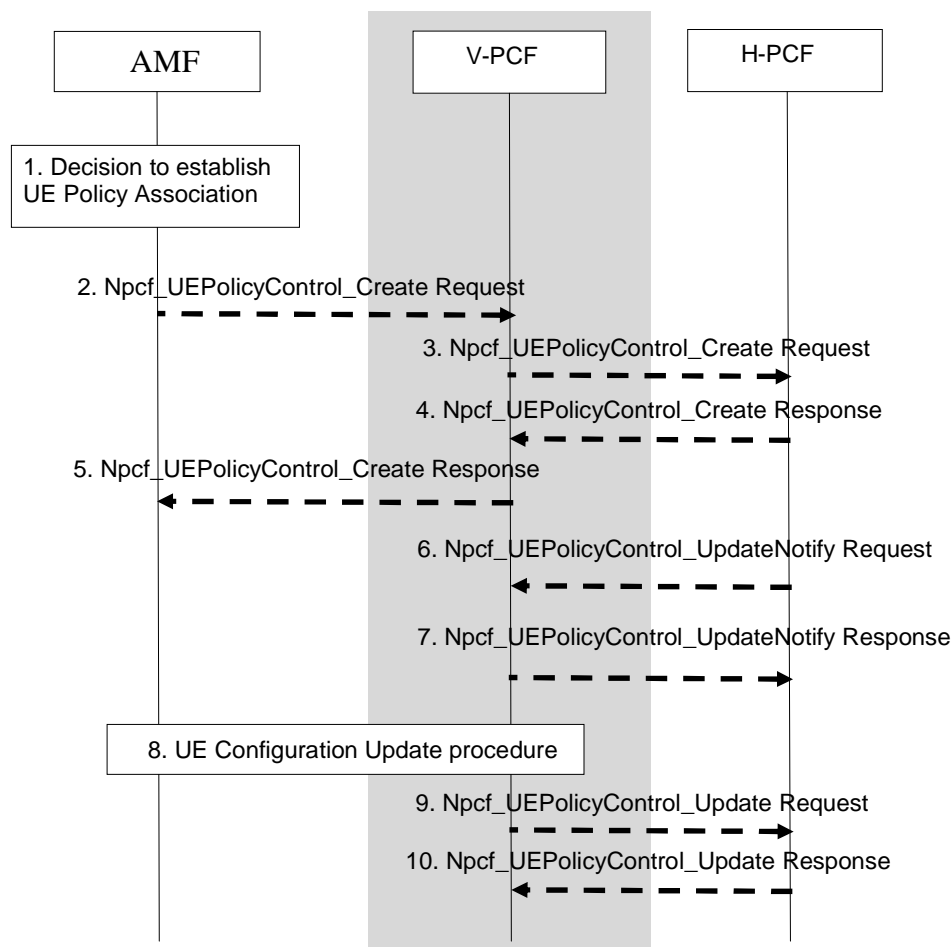 AMF
V-PCF
H-PCF
1. Decision to establish
UE Policy Association
2. Npcf_UEPolicyControl_Create Request
3. Npcf_UEPolicyControl_Create Request
4. Npcf_UEPolicyControl_Create Response
5. Npcf_UEPolicyControl_Create Response
6. Npcf_UEPolicyControl_UpdateNotify Request
7. Npcf_UEPolicyControl_UpdateNotify Response
8. UE Configuration Update procedure
9. Npcf_UEPolicyControl_Update Request
10. Npcf_UEPolicyControl_Update Response